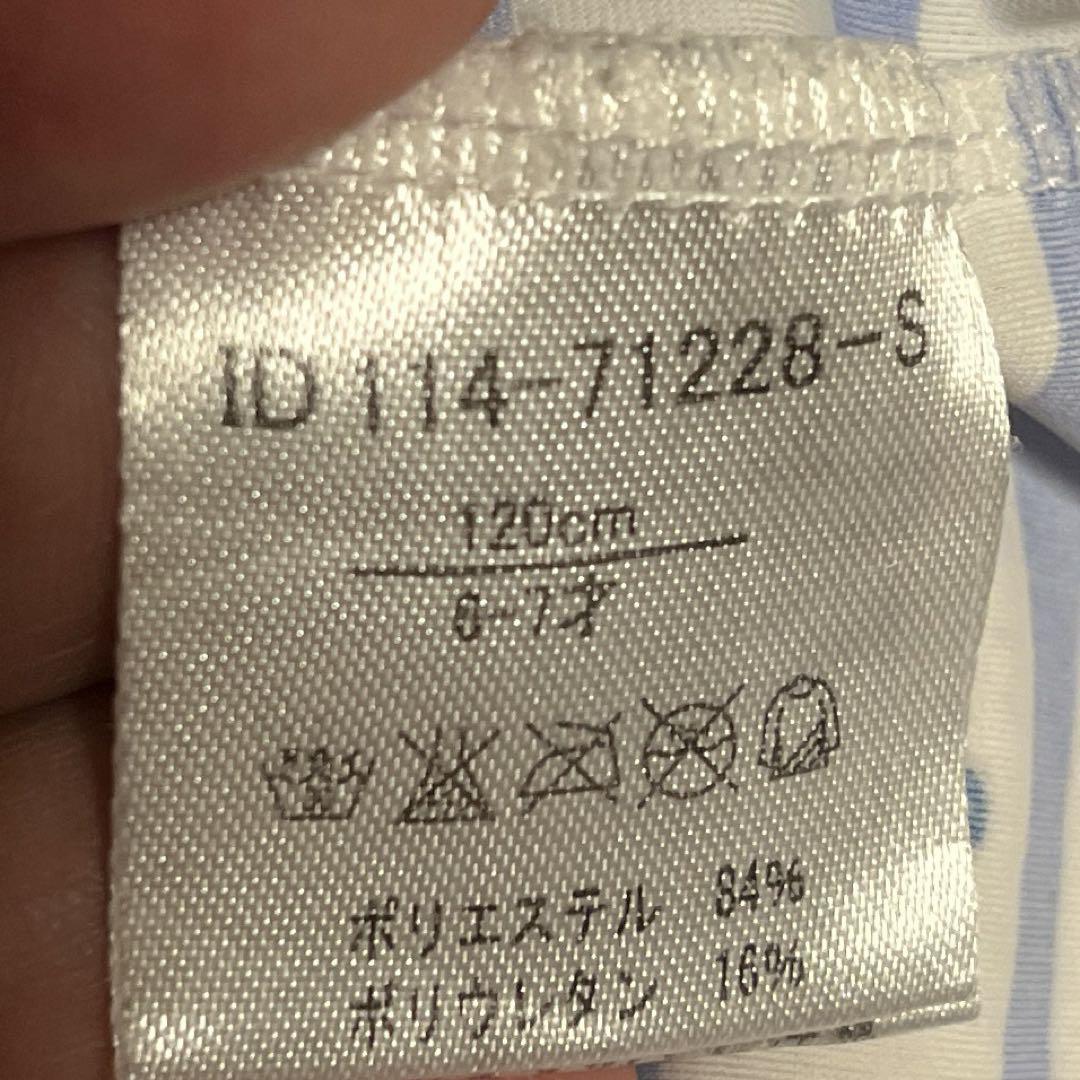 ID 114-71228-S
120cm
6-7才
ポリエステル 84%
ポリウレタン 16%